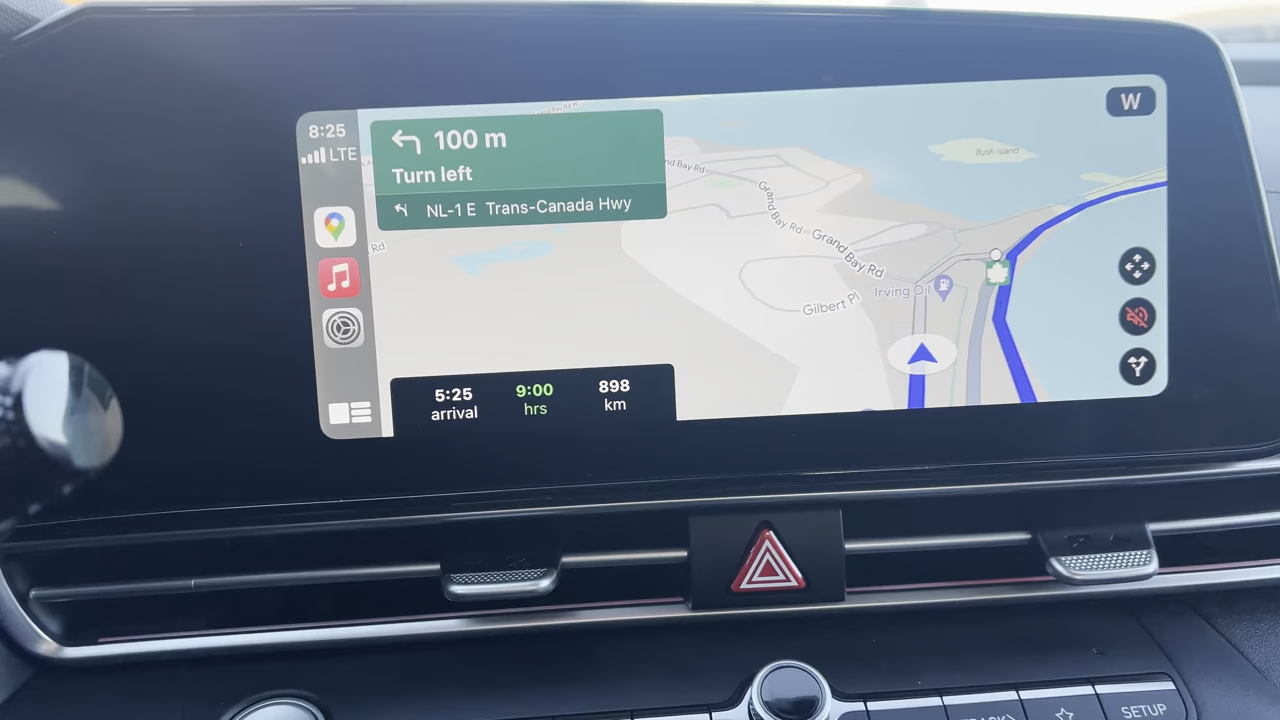 8:25
LTE
100 m
Turn left
NL-1 E Trans-Canada Hwy
W
Bush Island
nd Bay Rd
Grand Bay Rd
Grand Bay Rd
Rd
Irving Oil
Gilbert Pl
5:25
arrival
9:00
hrs
898
km
SETUP